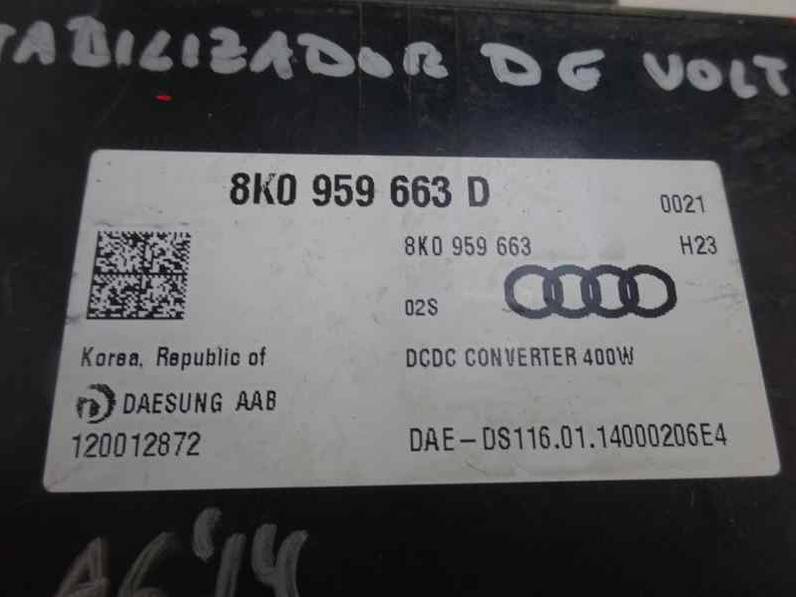 TABILIZADOR DE VOLT
8K0 959 663 D
0021
8K0 959 663
H23
02S
Korea, Republic of
DCDC CONVERTER 400W
DAESUNG AAB
120012872
DAE-DS116.01.14000206E4
A6'14